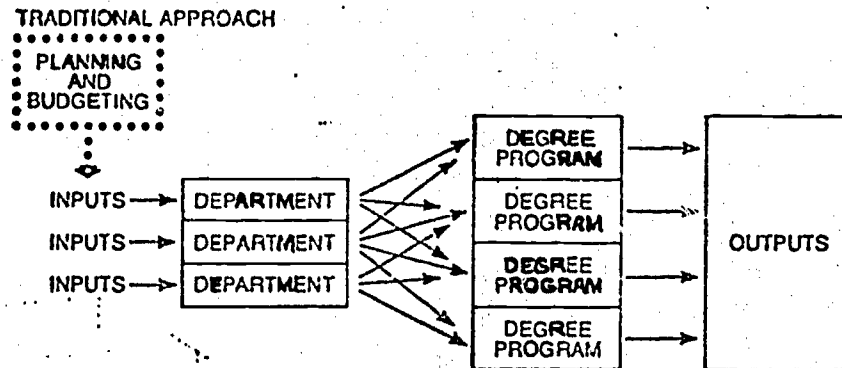 TRADITIONAL APPROACH
PLANNING
AND
BUDGETING
INPUTS
DEPARTMENT
INPUTS
DEPARTMENT
INPUTS
DEPARTMENT
DEGREE
PROGRAM
DEGREE
PROGRAM
DEGREE
PROGRAM
DEGREE
PROGRAM
OUTPUTS